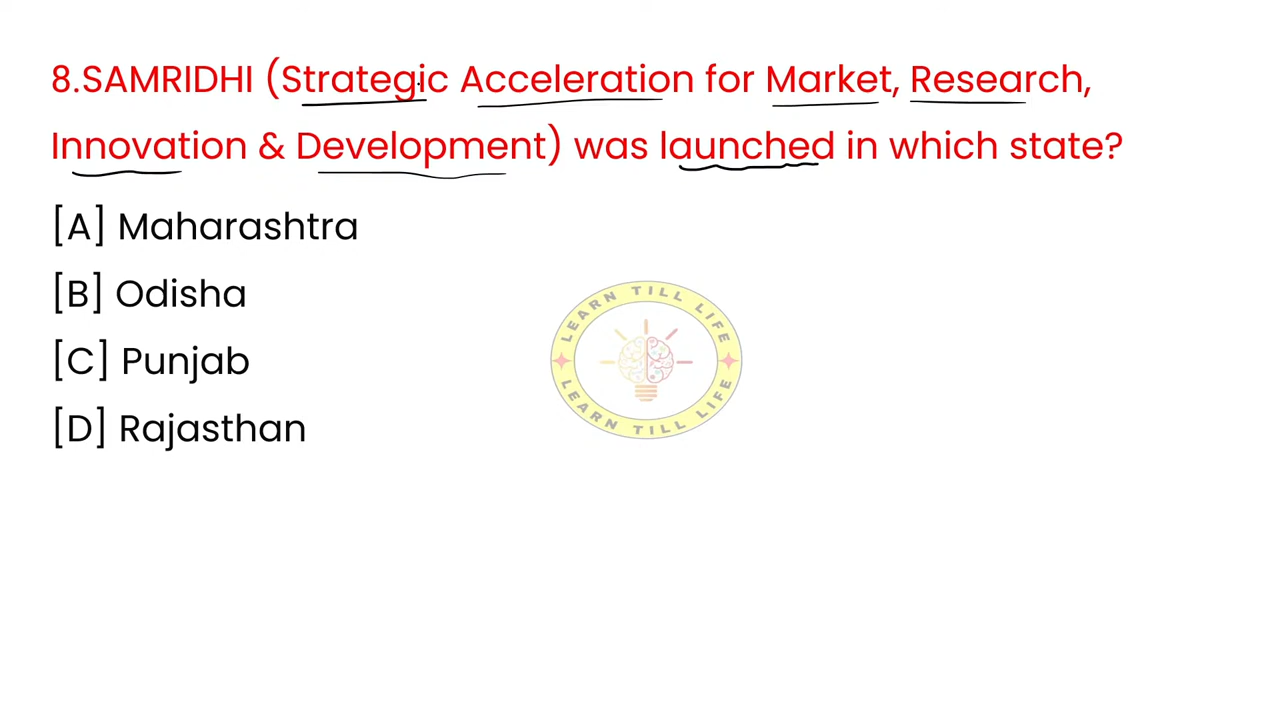 8.SAMRIDHI (Strategic Acceleration for Market, Research,
Innovation & Development) was launched in which state?
[A] Maharashtra
[B] Odisha
[C] Punjab
[D] Rajasthan
LEARN TILL LIFE
LEARN TILL LIFE